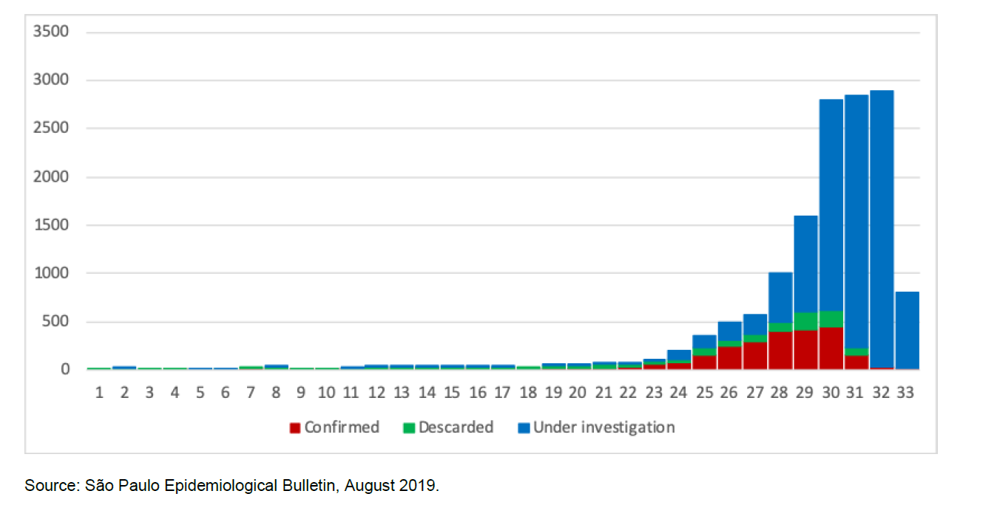 3500
3000
2500
2000
1500
1000
500
0
1 2 3 4 5 6 7 8 9 10 11 12 13 14 15 16 17 18 19 20 21 22 23 24 25 26 27 28 29 30 31 32 33
Confirmed Descarded Under investigation
Source: São Paulo Epidemiological Bulletin, August 2019.